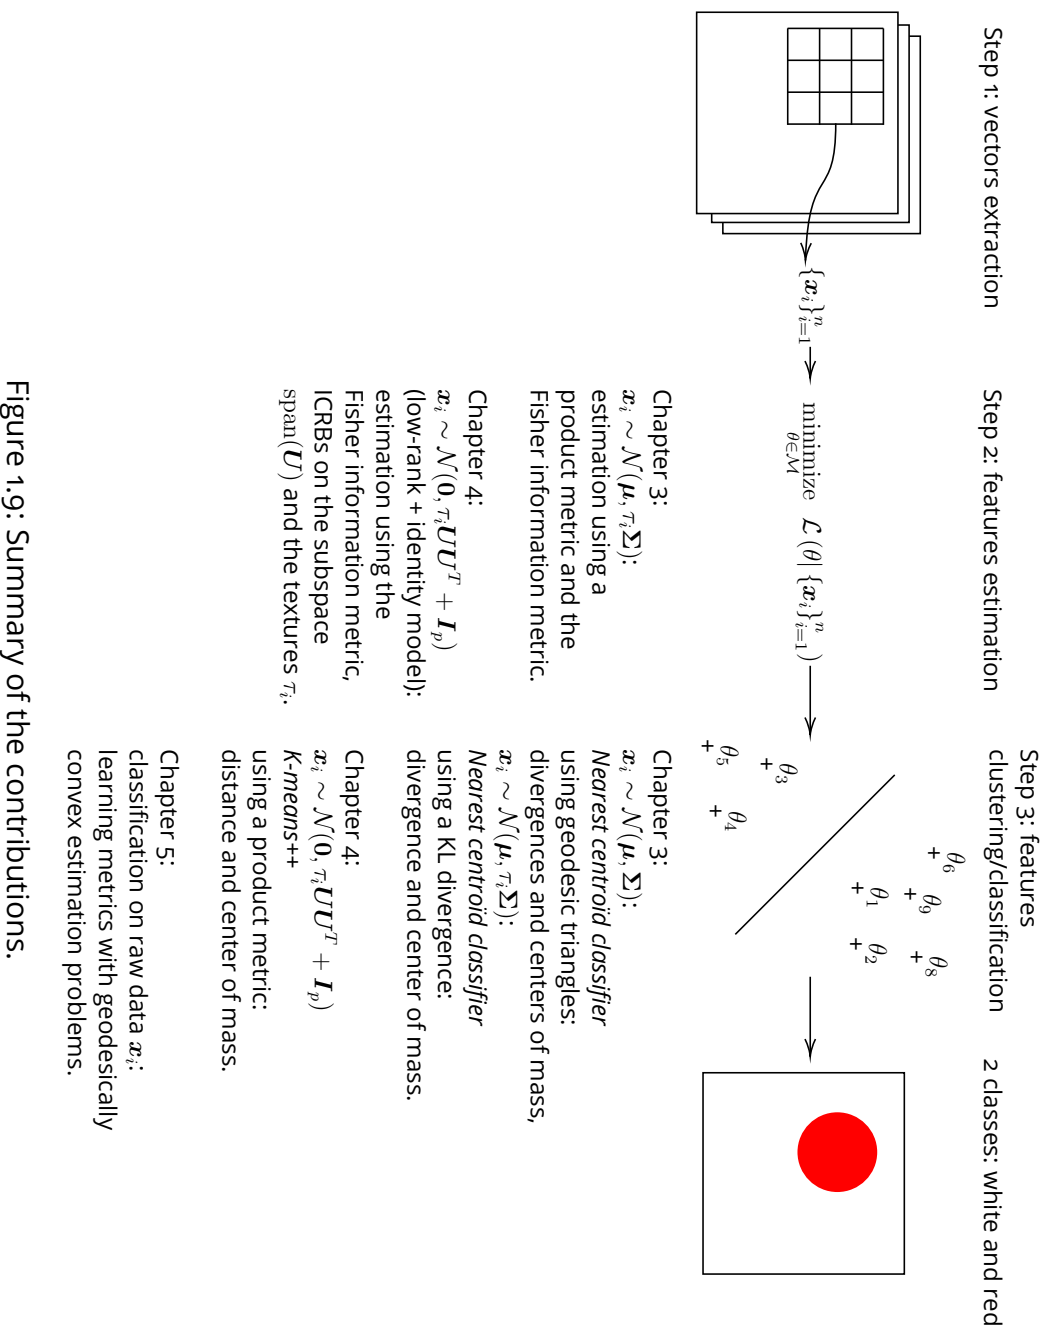 Step 1: vectors extraction
Step 2: features estimation
Step 3: features
clustering/classification
2 classes: white and red
{x_i}_{i=1}^n
minimize ℒ(θ| {x_i}_{i=1}^n)
θ∈ℳ
θ_5
θ_3
θ_4
θ_6
θ_9
θ_1
θ_8
θ_2
Chapter 3:
x_i ∼ 𝒩(μ, τ_iΣ):
estimation using a
product metric and the
Fisher information metric.
Chapter 4:
x_i ∼ 𝒩(0, τ_iUU^T + I_p)
(low-rank + identity model):
estimation using the
Fisher information metric,
ICRBs on the subspace
span(U) and the textures τ_i.
Chapter 3:
x_i ∼ 𝒩(μ, Σ):
Nearest centroïd classifier
using geodesic triangles:
divergences and centers of mass,
x_i ∼ 𝒩(μ, τ_iΣ):
Nearest centroïd classifier
using a KL divergence:
divergence and center of mass.
Chapter 4:
x_i ∼ 𝒩(0, τ_iUU^T + I_p)
K-means++
using a product metric:
distance and center of mass.
Chapter 5:
classification on raw data x_i:
learning metrics with geodesically
convex estimation problems.
Figure 1.9: Summary of the contributions.